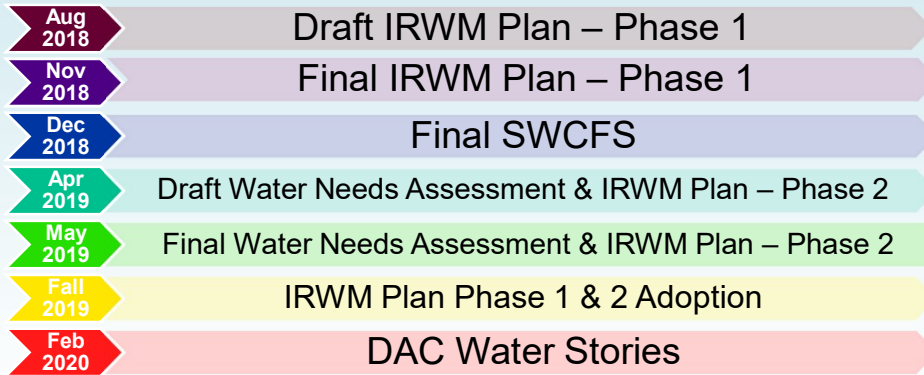 Aug
2018
Draft IRWM Plan – Phase 1
Nov
2018
Final IRWM Plan – Phase 1
Dec
2018
Final SWCFS
Apr
2019
Draft Water Needs Assessment & IRWM Plan – Phase 2
May
2019
Final Water Needs Assessment & IRWM Plan – Phase 2
Fall
2019
IRWM Plan Phase 1 & 2 Adoption
Feb
2020
DAC Water Stories